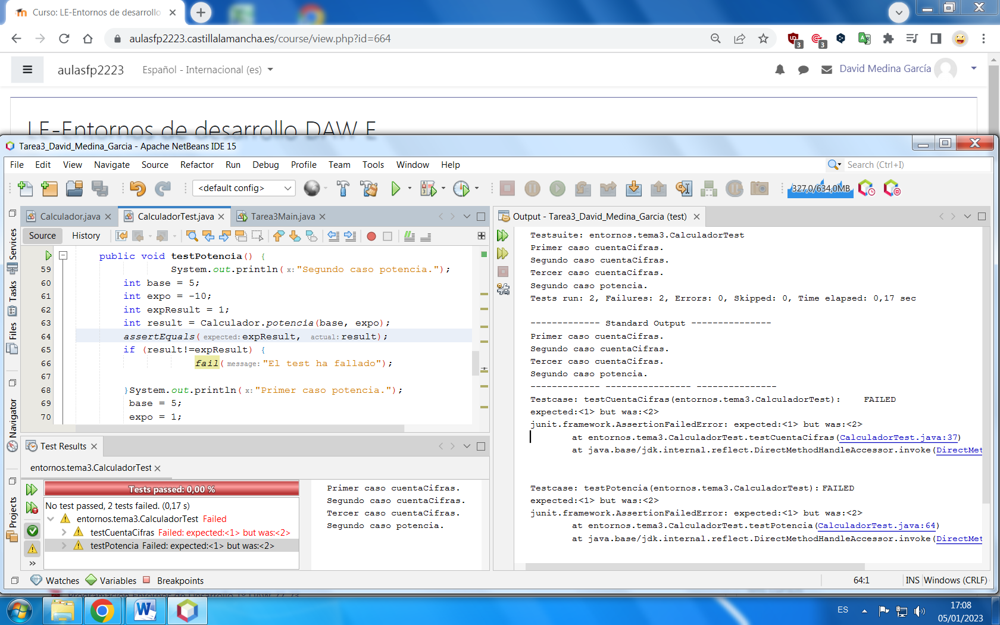 Curso: LE-Entornos de desarrollo
aulasfp2223.castillalamancha.es/course/view.php?id=664
3
3
aulasfp2223
Español - Internacional (es)
David Medina García
LE-Entornos de desarrollo DAW E
Tarea3_David_Medina_Garcia - Apache NetBeans IDE 15
File Edit View Navigate Source Refactor Run Debug Profile Team Tools Window Help
Search (Ctrl+I)
<default config>
327,0/634,0MB
Calculador.java
CalculadorTest.java
Tarea3Main.java
Source History
public void testPotencia() {
59 System.out.println(x:"Segundo caso potencia.");
60 int base = 5;
61 int expo = -10;
62 int expResult = 1;
63 int result = Calculador.potencia(base, expo);
64 assertEquals(expected:expResult, actual:result);
65 if (result!=expResult) {
66 fail(message:"El test ha fallado");
67
68 }System.out.println(x:"Primer caso potencia.");
69 base = 5;
70 expo = 1;
Services
Tasks
Files
Navigator
Projects
Output - Tarea3_David_Medina_Garcia (test)
Testsuite: entornos.tema3.CalculadorTest
Primer caso cuentaCifras.
Segundo caso cuentaCifras.
Tercer caso cuentaCifras.
Segundo caso potencia.
Tests run: 2, Failures: 2, Errors: 0, Skipped: 0, Time elapsed: 0,17 sec
------------- Standard Output ---------------
Primer caso cuentaCifras.
Segundo caso cuentaCifras.
Tercer caso cuentaCifras.
Segundo caso potencia.
------------- ---------------- ---------------
Testcase: testCuentaCifras(entornos.tema3.CalculadorTest): FAILED
expected:<1> but was:<2>
junit.framework.AssertionFailedError: expected:<1> but was:<2>
at entornos.tema3.CalculadorTest.testCuentaCifras(CalculadorTest.java:37)
at java.base/jdk.internal.reflect.DirectMethodHandleAccessor.invoke(DirectMet
Testcase: testPotencia(entornos.tema3.CalculadorTest): FAILED
expected:<1> but was:<2>
junit.framework.AssertionFailedError: expected:<1> but was:<2>
at entornos.tema3.CalculadorTest.testPotencia(CalculadorTest.java:64)
at java.base/jdk.internal.reflect.DirectMethodHandleAccessor.invoke(DirectMet
Test Results
entornos.tema3.CalculadorTest
Tests passed: 0,00 %
No test passed, 2 tests failed. (0,17 s)
entornos.tema3.CalculadorTest Failed
testCuentaCifras Failed: expected:<1> but was:<2>
testPotencia Failed: expected:<1> but was:<2>
Primer caso cuentaCifras.
Segundo caso cuentaCifras.
Tercer caso cuentaCifras.
Segundo caso potencia.
Watches Variables Breakpoints
64:1 INS Windows (CRLF)
ES
17:08
05/01/2023